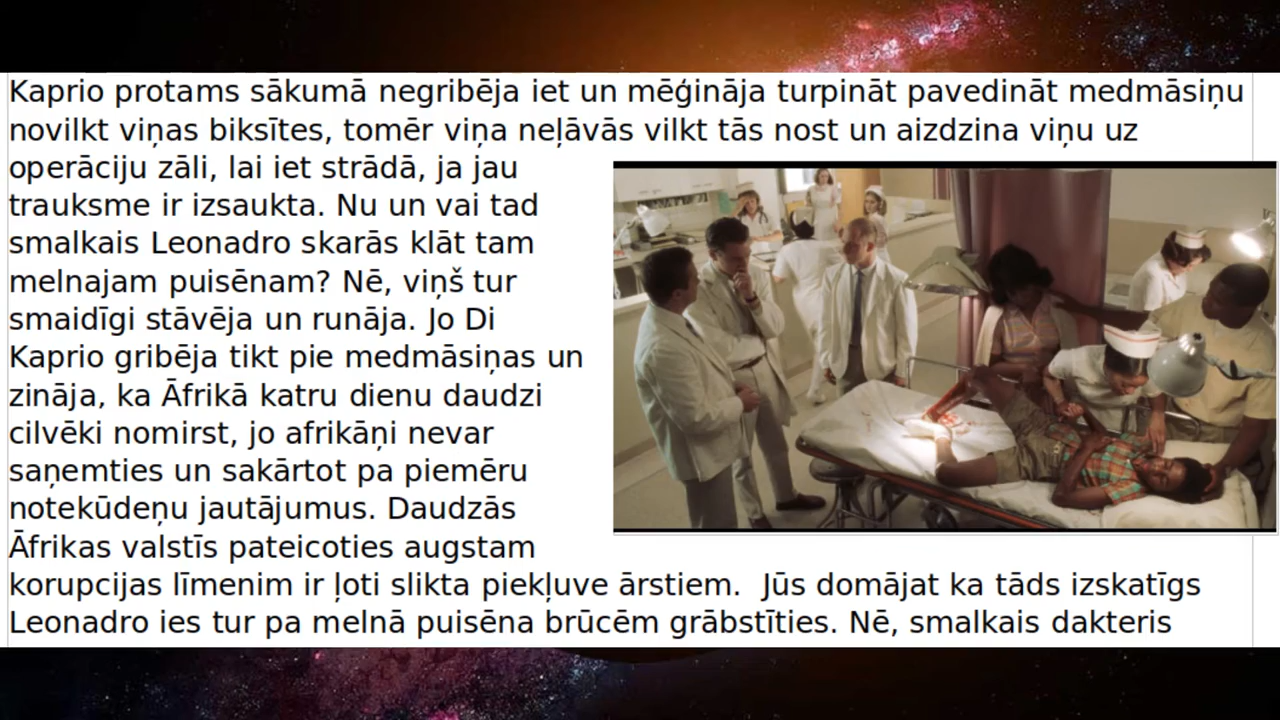 Kaprio protams sākumā negribēja iet un mēģināja turpināt pavedināt medmāsiņu
novilkt viņas biksītes, tomēr viņa neļāvās vilkt tās nost un aizdzina viņu uz
operāciju zāli, lai iet strādā, ja jau
trauksme ir izsaukta. Nu un vai tad
smalkais Leonadro skarās klāt tam
melnajam puisēnam? Nē, viņš tur
smaidīgi stāvēja un runāja. Jo Di
Kaprio gribēja tikt pie medmāsiņas un
zināja, ka Āfrikā katru dienu daudzi
cilvēki nomirst, jo afrikāņi nevar
saņemties un sakārtot pa piemēru
notekūdeņu jautājumus. Daudzās
Āfrikas valstīs pateicoties augstam
korupcijas līmenim ir ļoti slikta piekļuve ārstiem.  Jūs domājat ka tāds izskatīgs
Leonadro ies tur pa melnā puisēna brūcēm grābstīties. Nē, smalkais dakteris